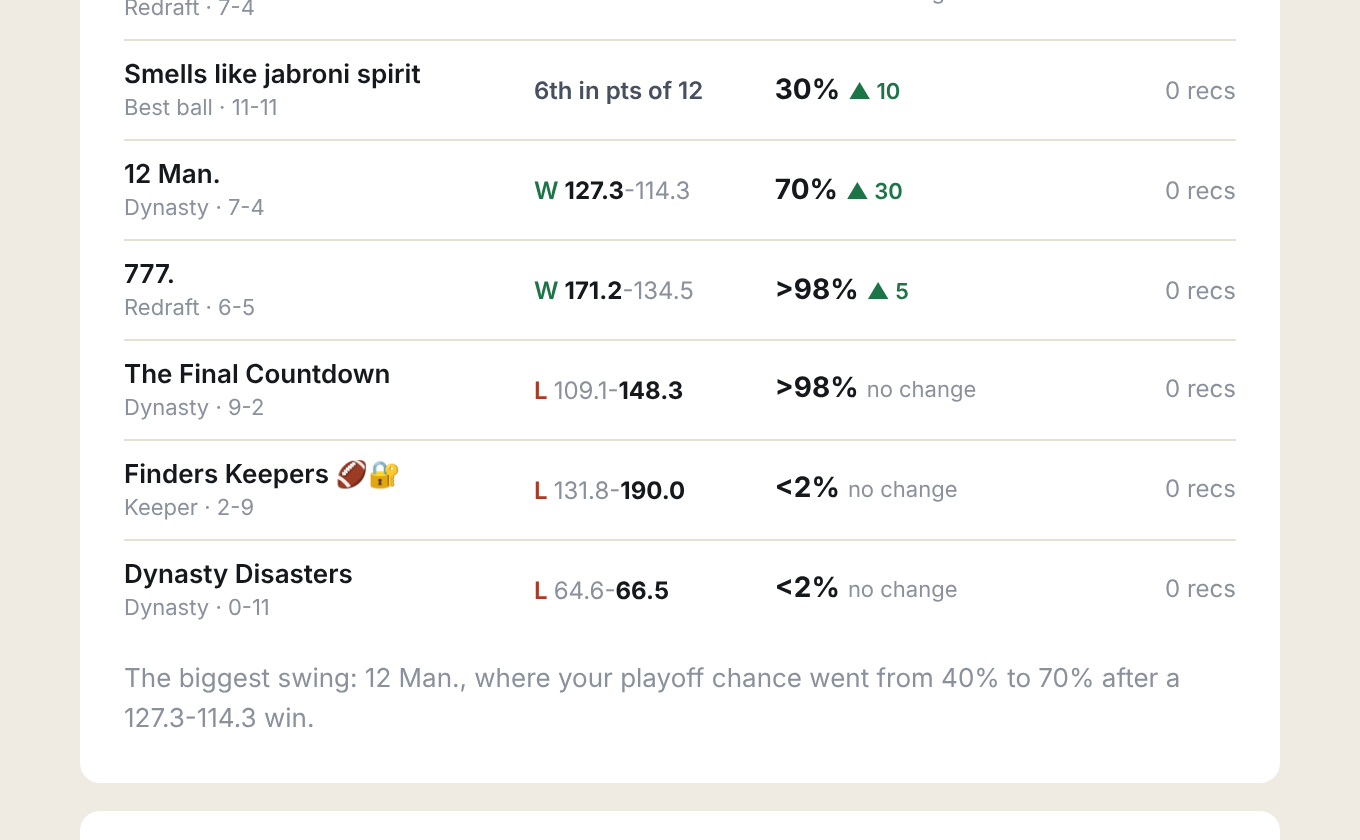 Redraft · 7-4
Smells like jabroni spirit
Best ball · 11-11
6th in pts of 12
30% ▲ 10
0 recs
12 Man.
Dynasty · 7-4
W 127.3-114.3
70% ▲ 30
0 recs
777.
Redraft · 6-5
W 171.2-134.5
>98% ▲ 5
0 recs
The Final Countdown
Dynasty · 9-2
L 109.1-148.3
>98% no change
0 recs
Finders Keepers 🏈🔐
Keeper · 2-9
L 131.8-190.0
<2% no change
0 recs
Dynasty Disasters
Dynasty · 0-11
L 64.6-66.5
<2% no change
0 recs
The biggest swing: 12 Man., where your playoff chance went from 40% to 70% after a
127.3-114.3 win.